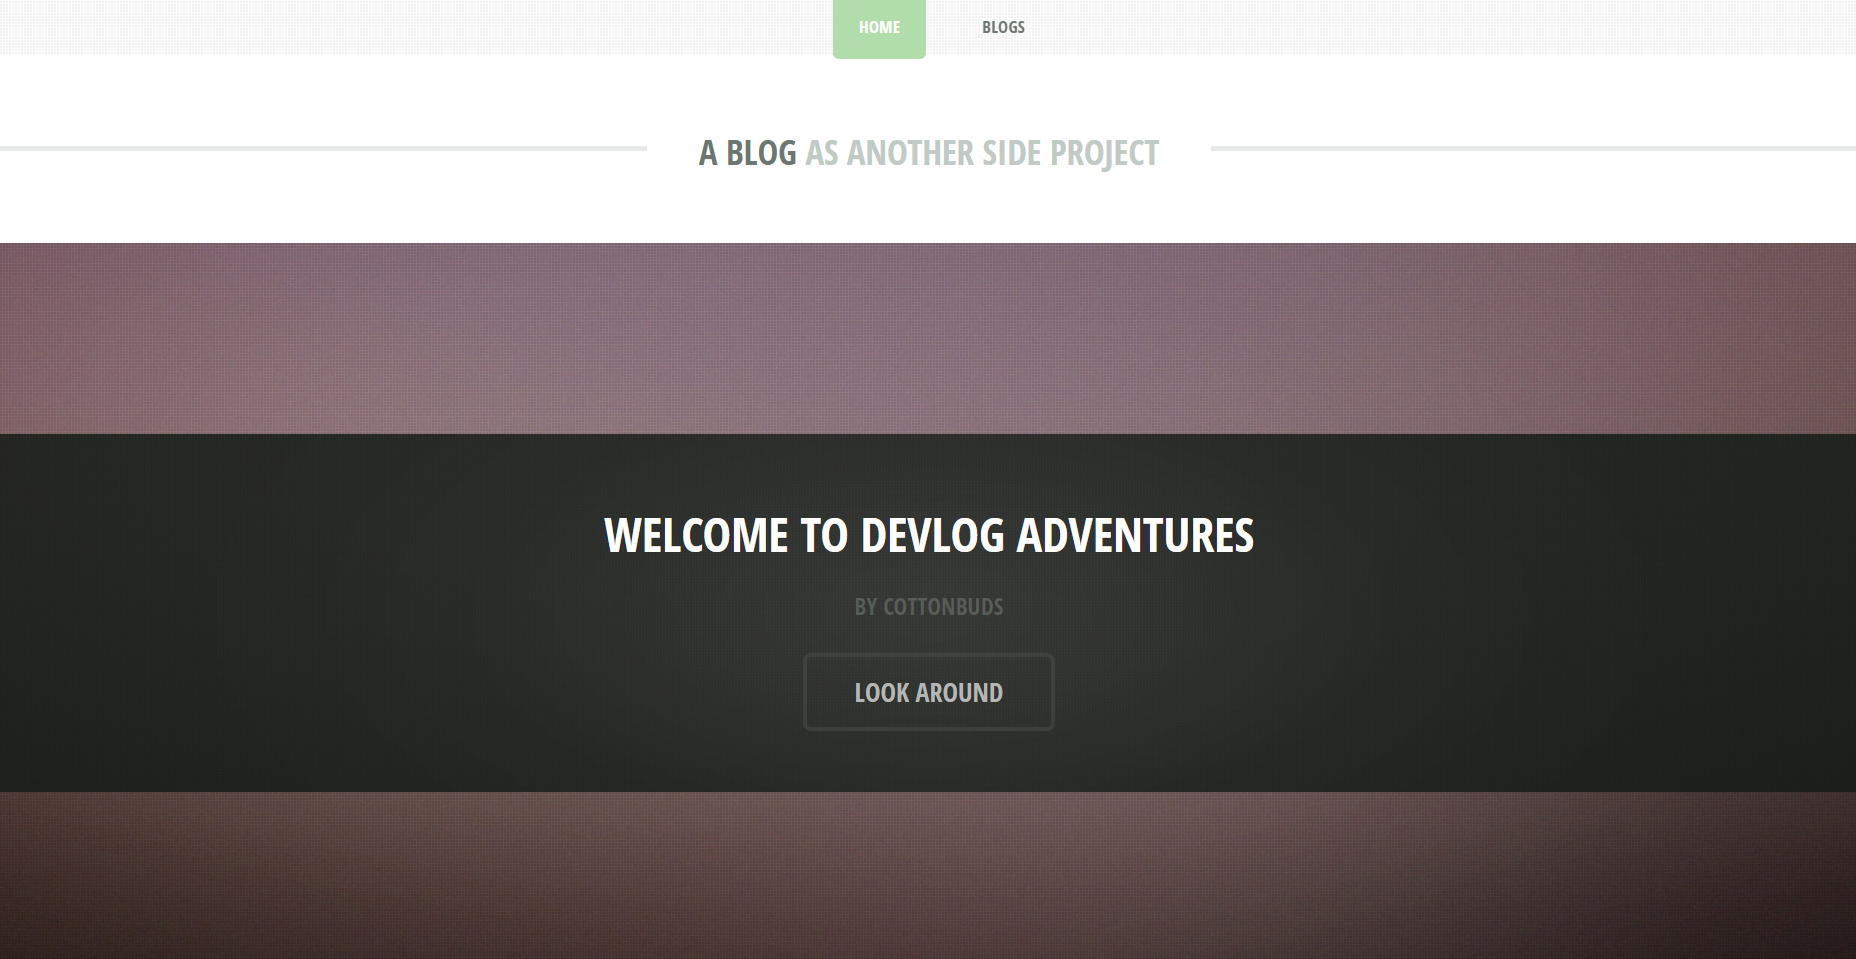 HOME BLOGS
A BLOG AS ANOTHER SIDE PROJECT
WELCOME TO DEVLOG ADVENTURES
BY COTTONBUDS
LOOK AROUND